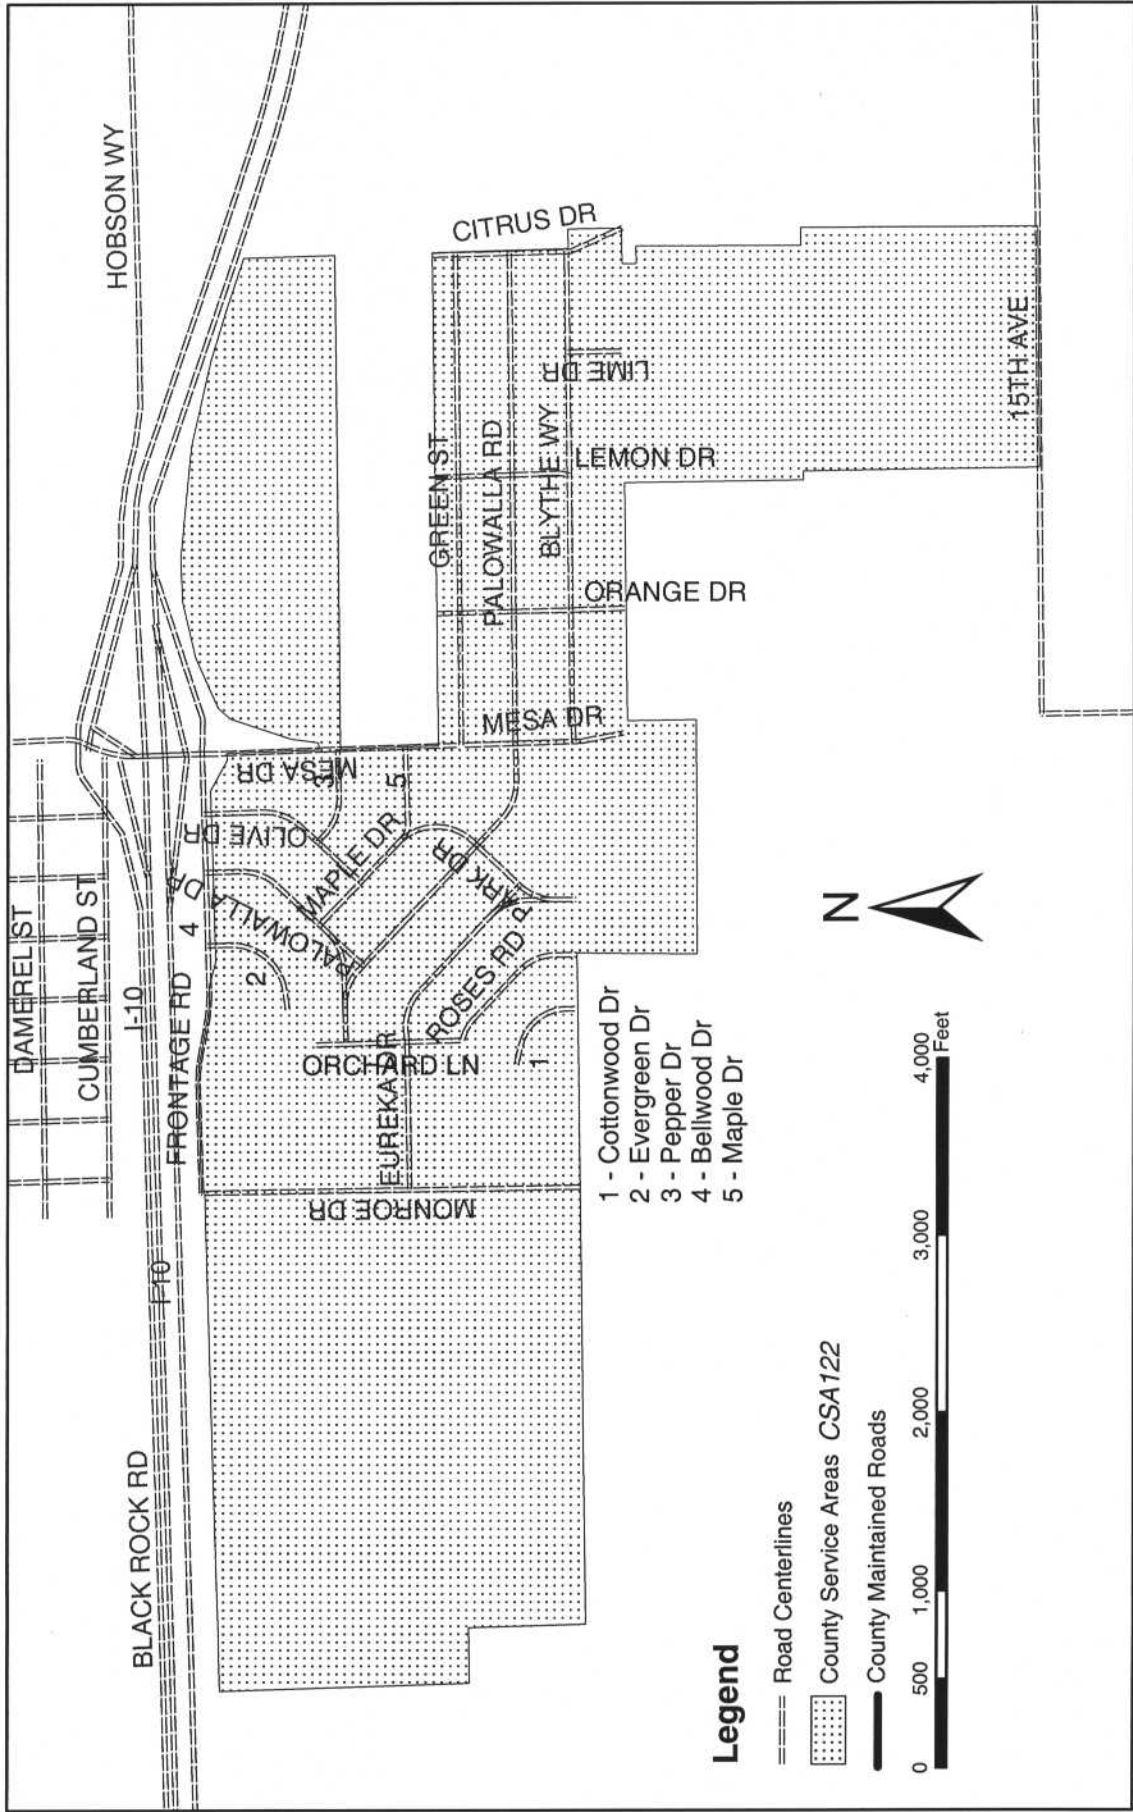 HOBSON WY
DAMEREL ST
CUMBERLAND ST
I-10
FRONTAGE RD
I-10
BLACK ROCK RD
CITRUS DR
LIME DR
15TH AVE
GREEN ST
PALOWALLA RD
BLYTHE WY
LEMON DR
ORANGE DR
MESA DR
MESA DR
3
5
OLIVE DR
MAPLE DR
PARK DR
PALOWALLA DR
4
2
ROSES RD
ORCHARD LN
1
EUREKA DR
MONROE DR
N
1 - Cottonwood Dr
2 - Evergreen Dr
3 - Pepper Dr
4 - Bellwood Dr
5 - Maple Dr
Legend
Road Centerlines
County Service Areas CSA122
County Maintained Roads
0 500 1,000 2,000 3,000 4,000
Feet